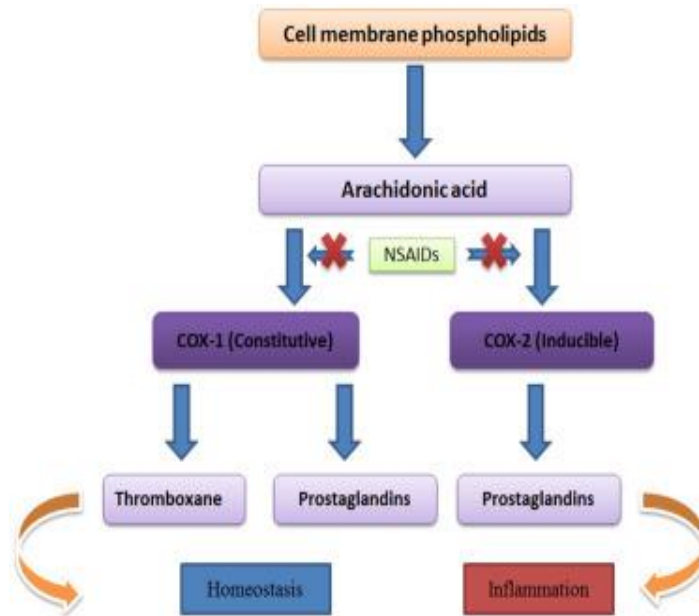 Cell membrane phospholipids
Arachidonic acid
NSAIDs
COX-1 (Constitutive)
COX-2 (Inducible)
Thromboxane
Prostaglandins
Prostaglandins
Homeostasis
Inflammation